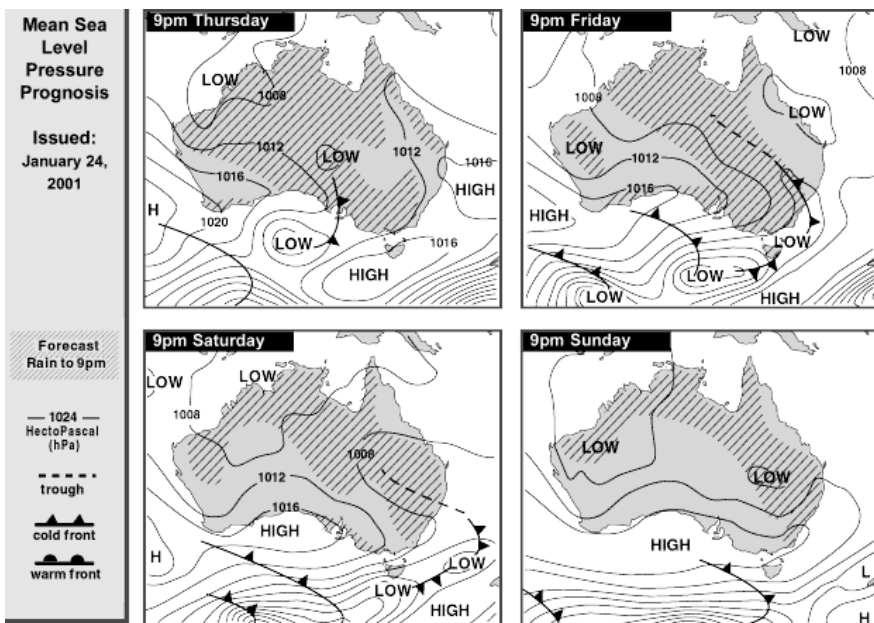 Mean Sea
Level
Pressure
Prognosis
Issued:
January 24,
2001
Forecast
Rain to 9pm
1024
HectoPascal
(hPa)
trough
cold front
warm front
9pm Thursday
LOW
1008
1012
LOW
1012
1016
1016
HIGH
H
1020
LOW
1016
HIGH
9pm Friday
LOW
1008
1008
LOW
LOW
1012
1016
HIGH
LOW
LOW
LOW
HIGH
9pm Saturday
LOW
LOW
1008
1008
1012
1016
HIGH
H
LOW
LOW
HIGH
9pm Sunday
LOW
LOW
HIGH
L
H